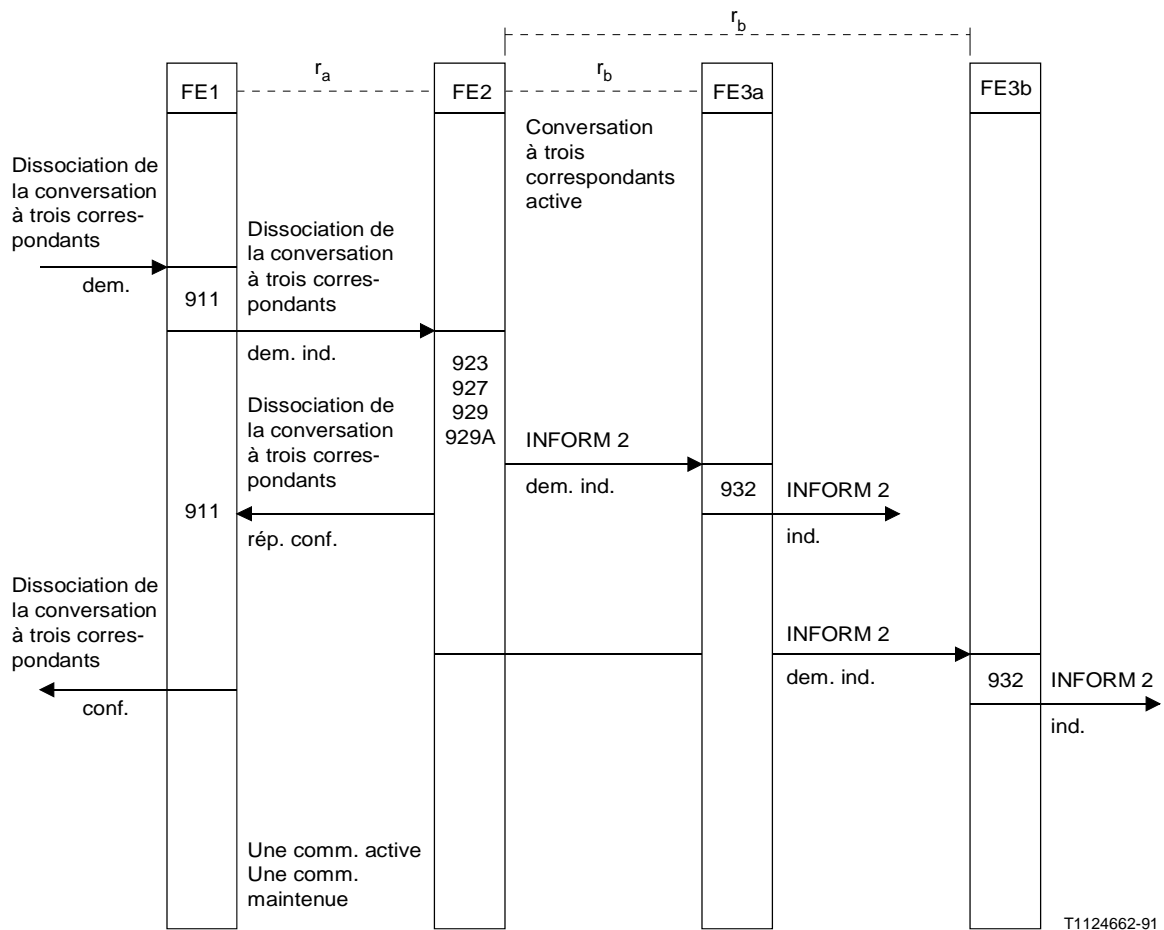 r_b
r_a
r_b
FE1
FE2
FE3a
FE3b
Conversation
à trois
correspondants
active
Dissociation de
la conversation
à trois corres-
pondants
dem.
911
Dissociation de
la conversation
à trois corres-
pondants
dem. ind.
923
927
929
929A
Dissociation de
la conversation
à trois corres-
pondants
INFORM 2
dem. ind.
932
INFORM 2
ind.
911
rép. conf.
Dissociation de
la conversation
à trois corres-
pondants
conf.
INFORM 2
dem. ind.
932
INFORM 2
ind.
Une comm. active
Une comm.
maintenue
T1124662-91